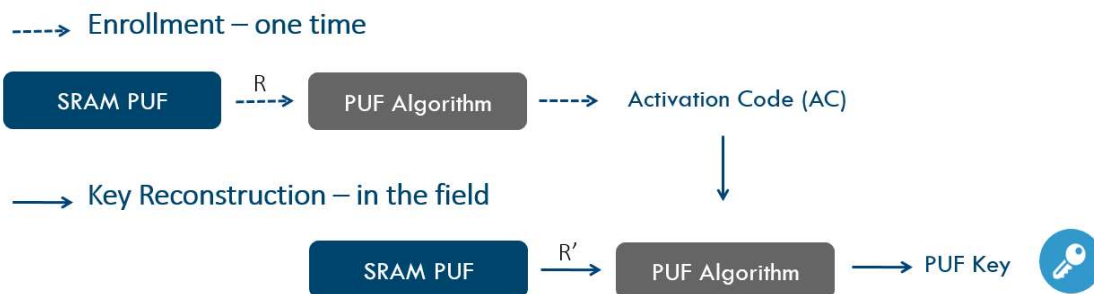 Enrollment – one time
R
SRAM PUF
PUF Algorithm
Activation Code (AC)
Key Reconstruction – in the field
R’
SRAM PUF
PUF Algorithm
PUF Key